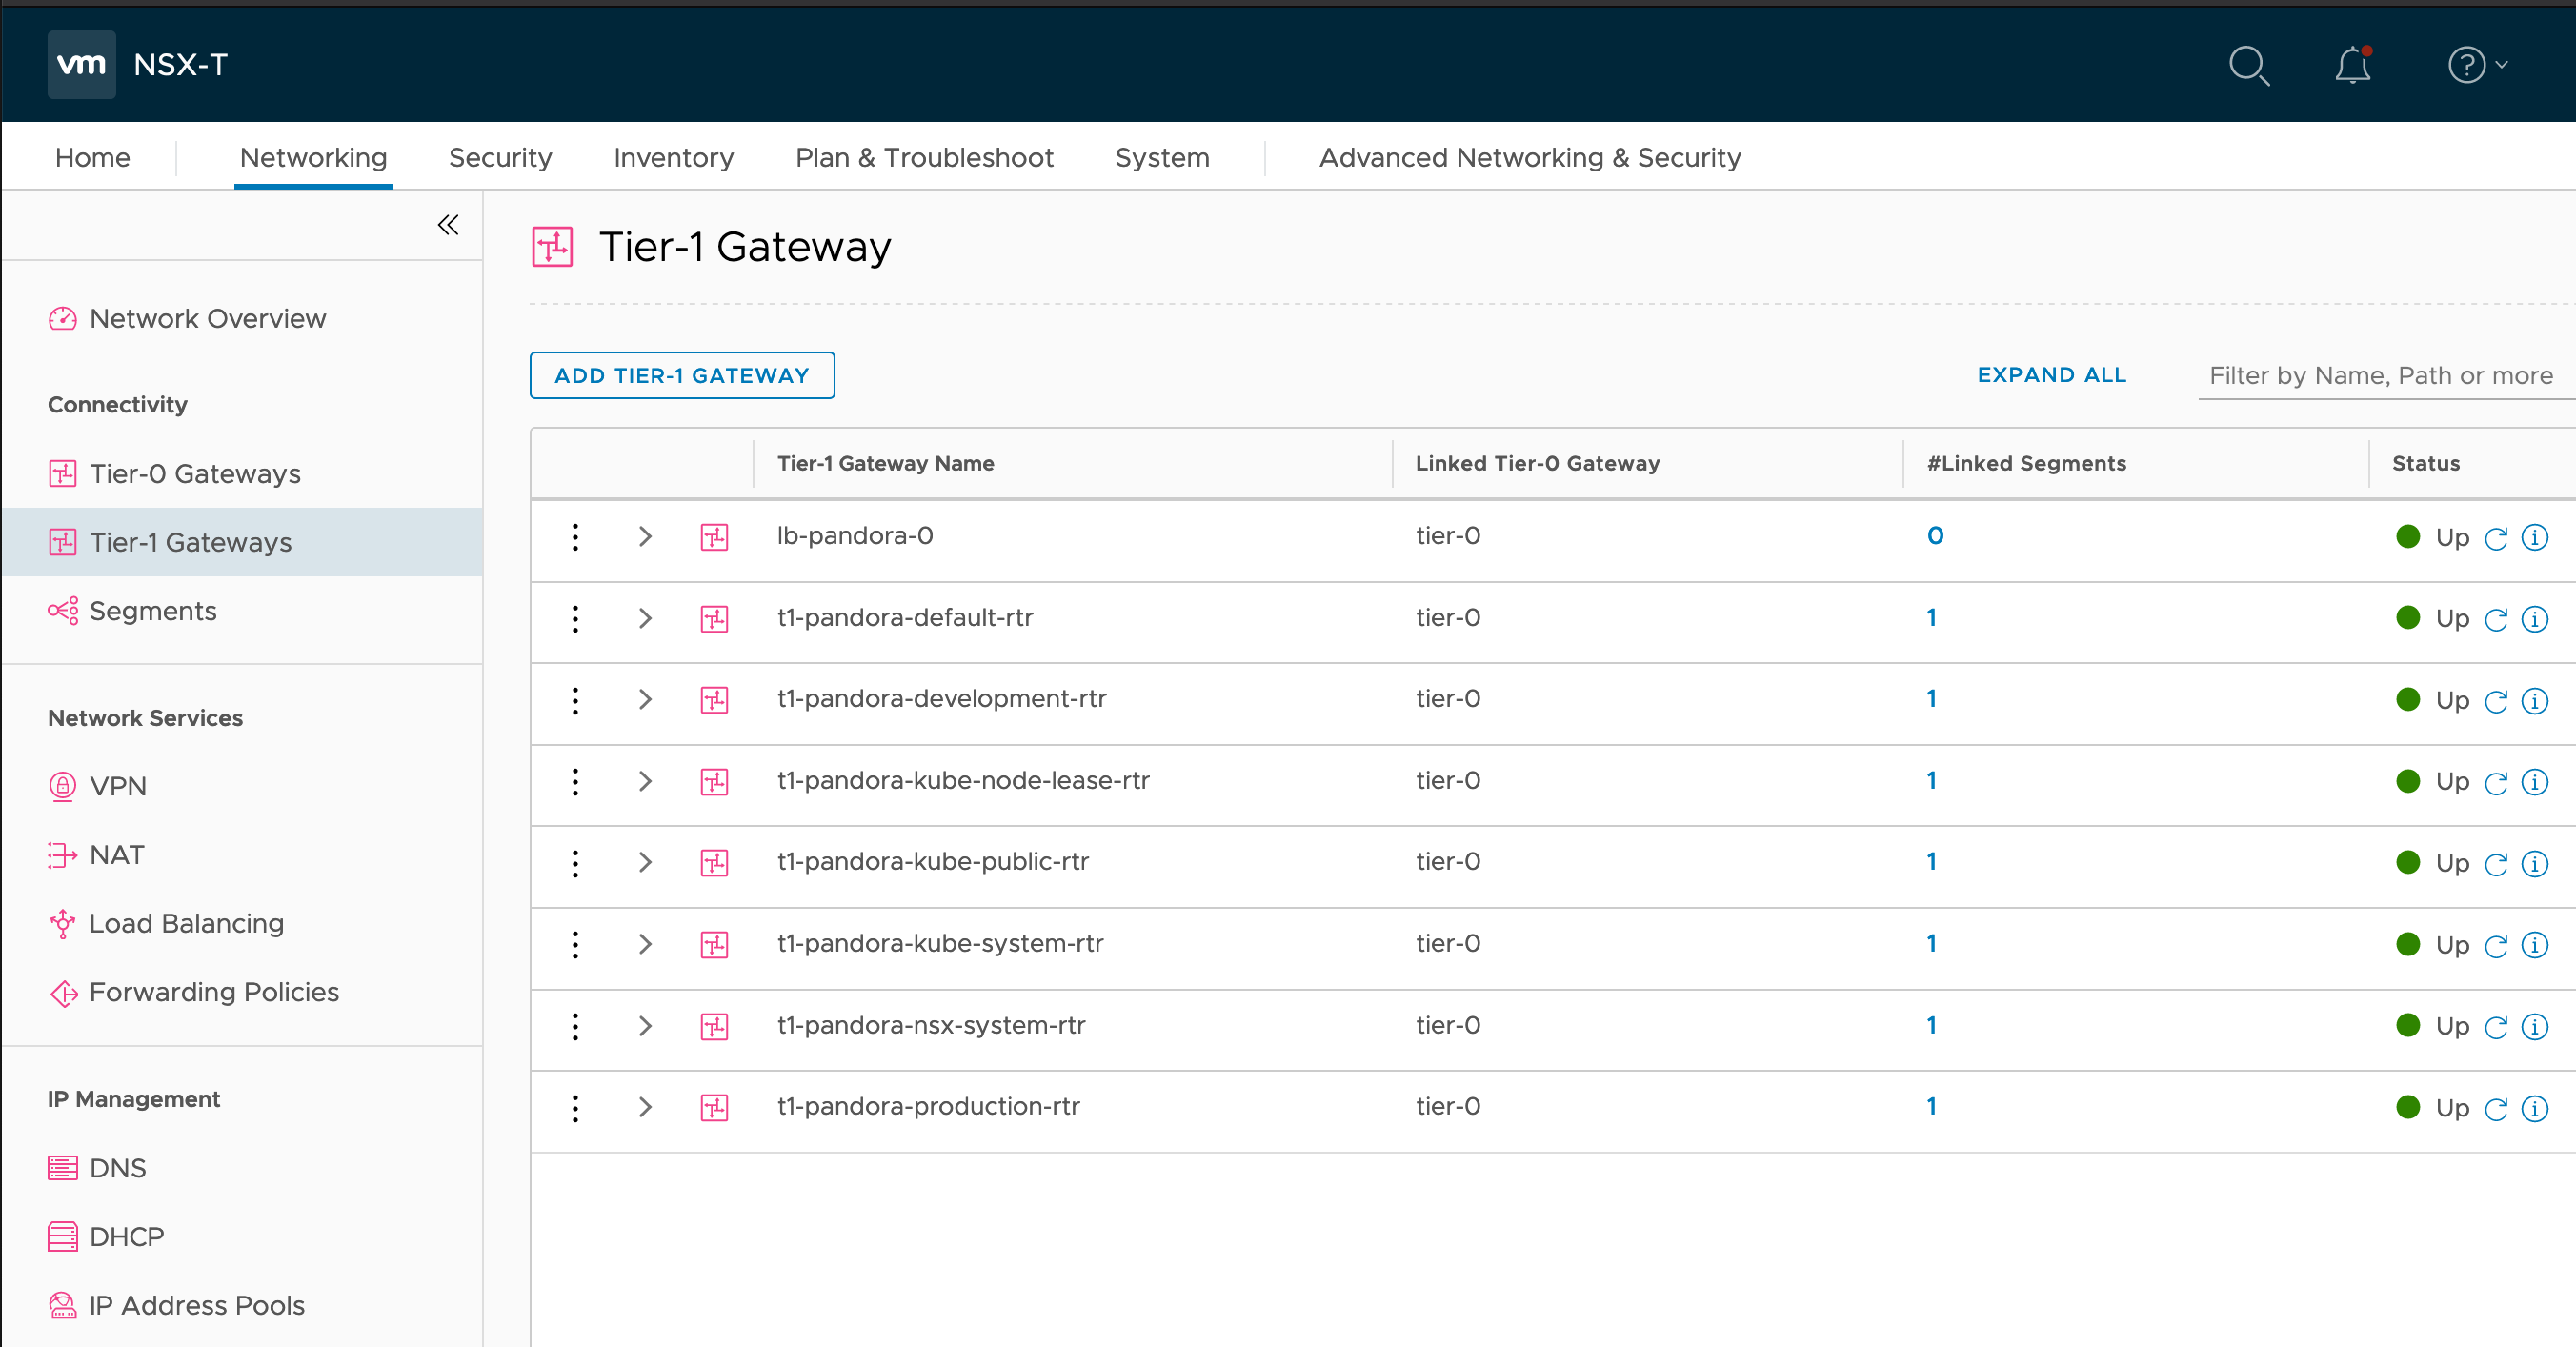 vm NSX-T
Home Networking Security Inventory Plan & Troubleshoot System Advanced Networking & Security
Tier-1 Gateway
Network Overview
Connectivity
Tier-0 Gateways
Tier-1 Gateways
Segments
Network Services
VPN
NAT
Load Balancing
Forwarding Policies
IP Management
DNS
DHCP
IP Address Pools
ADD TIER-1 GATEWAY EXPAND ALL Filter by Name, Path or more
Tier-1 Gateway Name Linked Tier-0 Gateway #Linked Segments Status
lb-pandora-0 tier-0 0 Up
t1-pandora-default-rtr tier-0 1 Up
t1-pandora-development-rtr tier-0 1 Up
t1-pandora-kube-node-lease-rtr tier-0 1 Up
t1-pandora-kube-public-rtr tier-0 1 Up
t1-pandora-kube-system-rtr tier-0 1 Up
t1-pandora-nsx-system-rtr tier-0 1 Up
t1-pandora-production-rtr tier-0 1 Up